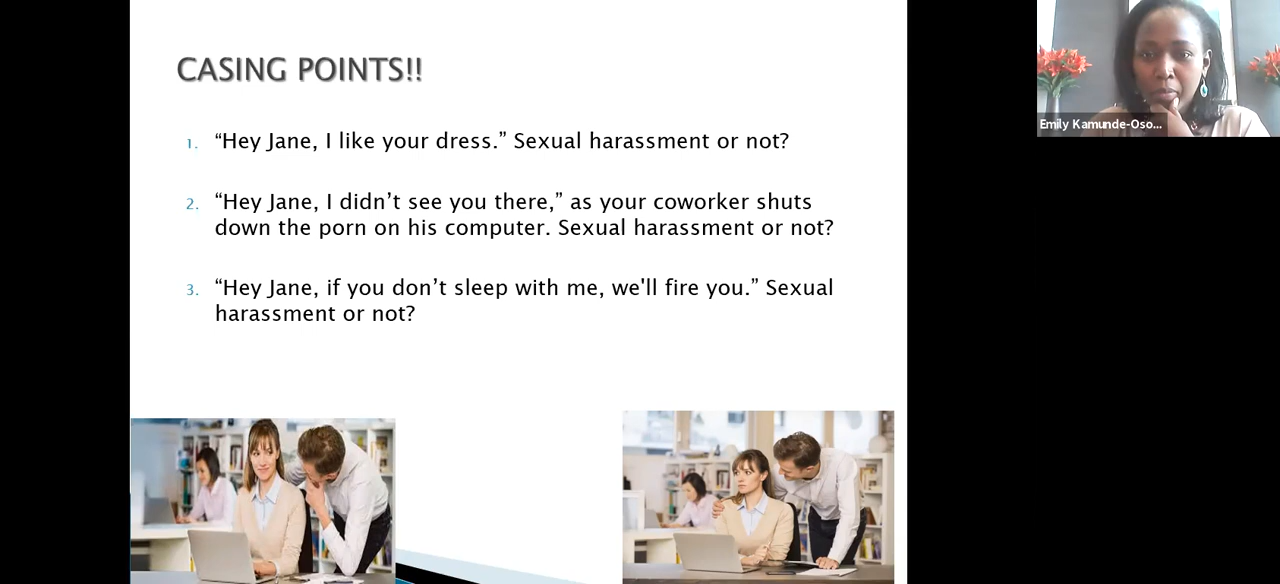 CASING POINTS!!
1. “Hey Jane, I like your dress.” Sexual harassment or not?
2. “Hey Jane, I didn’t see you there,” as your coworker shuts
down the porn on his computer. Sexual harassment or not?
3. “Hey Jane, if you don’t sleep with me, we'll fire you.” Sexual
harassment or not?
Emily Kamunde-Oso...